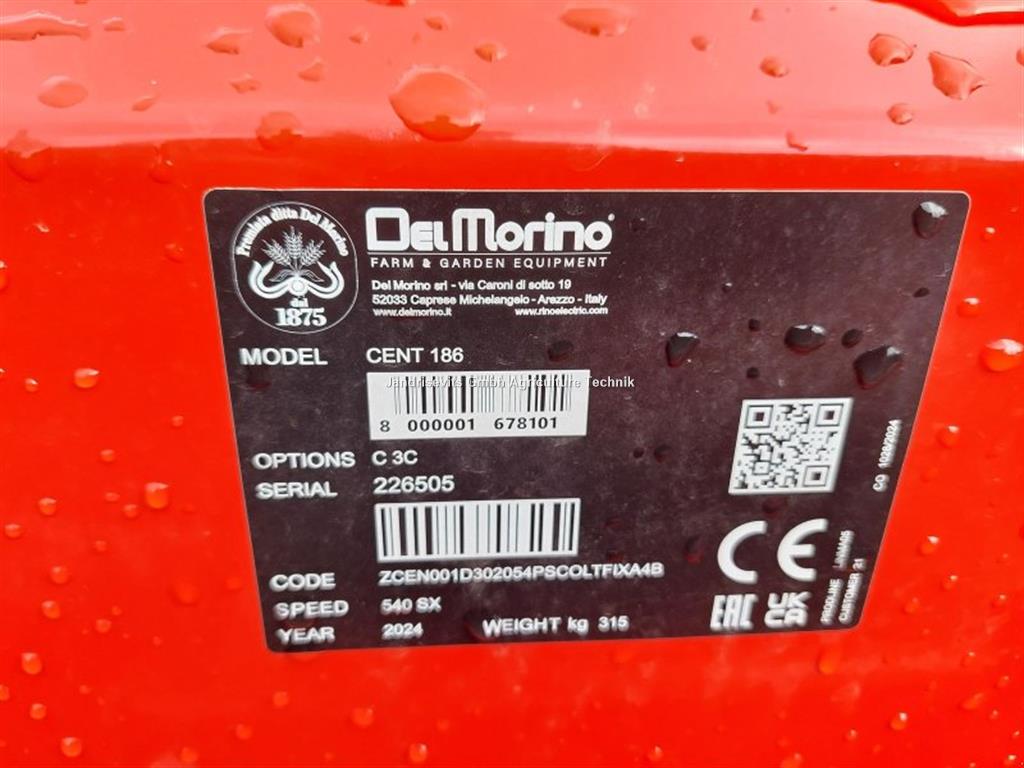 Premiata ditta Del Morino
dal
1875
DelMorino®
FARM & GARDEN EQUIPMENT
Del Morino srl - via Caroni di sotto 19
52033 Caprese Michelangelo - Arezzo - Italy
www.delmorino.it www.rinoelectric.com
MODEL CENT 186
Jandrisevits GmbH Agriculture Technik
8 000001 678101
OPTIONS C 3C
SERIAL 226505
CODE ZCEN001D302054PSCOLTFIXA4B
SPEED 540 SX
YEAR 2024 WEIGHT kg 315
CE
EAC UK
CA
CUSTOMER 21